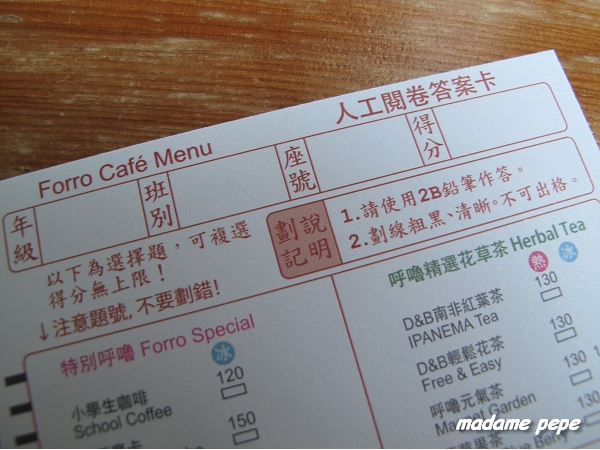 人工閱卷答案卡
Forro Café Menu
年級
班別
座號
得分
以下為選擇題，可複選
得分無上限！
↓注意題號,不要劃錯!
劃記說明
1.請使用2B鉛筆作答。
2.劃線粗黑、清晰。不可出格。
特別呼嚕 Forro Special
冰
小學生咖啡 120
School Coffee
150
呼嚕精選花草茶 Herbal Tea
熱 冰
D&B南非紅葉茶 130
IPANEMA Tea
D&B輕鬆花茶 130
Free & Easy
呼嚕元氣茶 130
Garden
130
Blue Berry
madame pepe